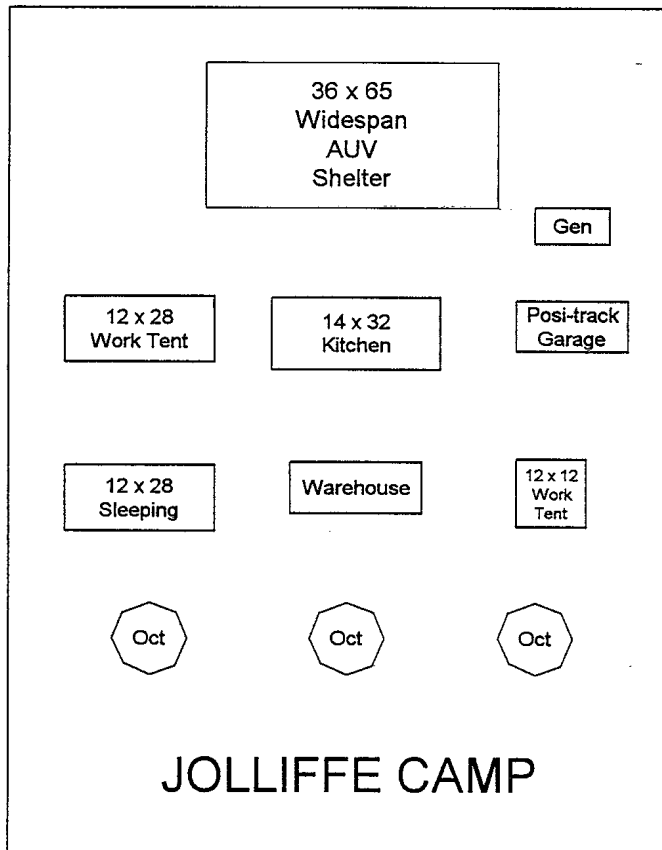 36 x 65
Widespan
AUV
Shelter
Gen
12 x 28
Work Tent
14 x 32
Kitchen
Posi-track
Garage
12 x 28
Sleeping
Warehouse
12 x 12
Work
Tent
Oct
Oct
Oct
JOLLIFFE CAMP